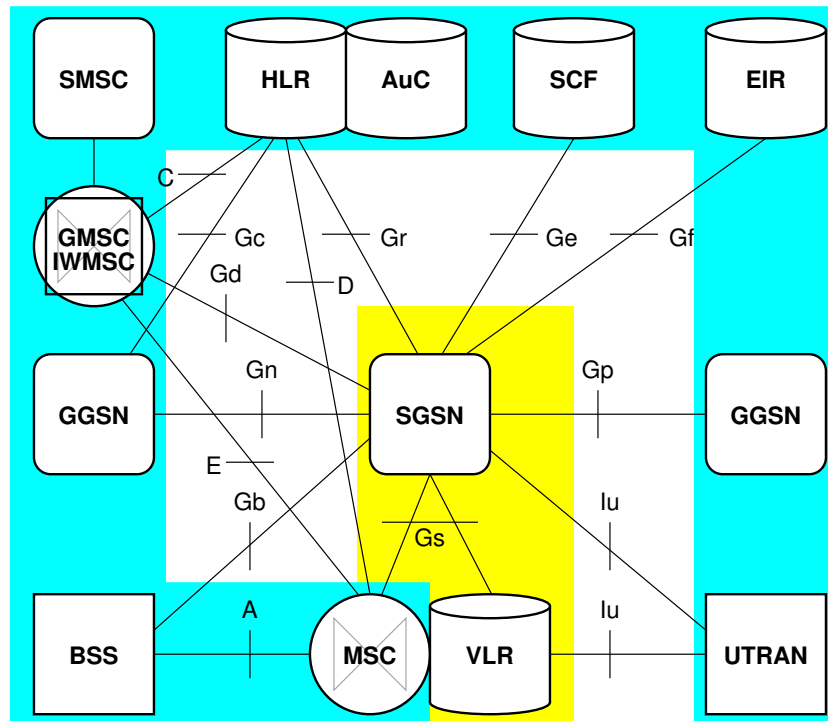 SMSC
HLR
AuC
SCF
EIR
C
GMSC
IWMSC
Gc
Gr
Ge
Gf
Gd
D
Gn
Gp
GGSN
SGSN
GGSN
E
Gb
Iu
Gs
A
Iu
BSS
MSC
VLR
UTRAN